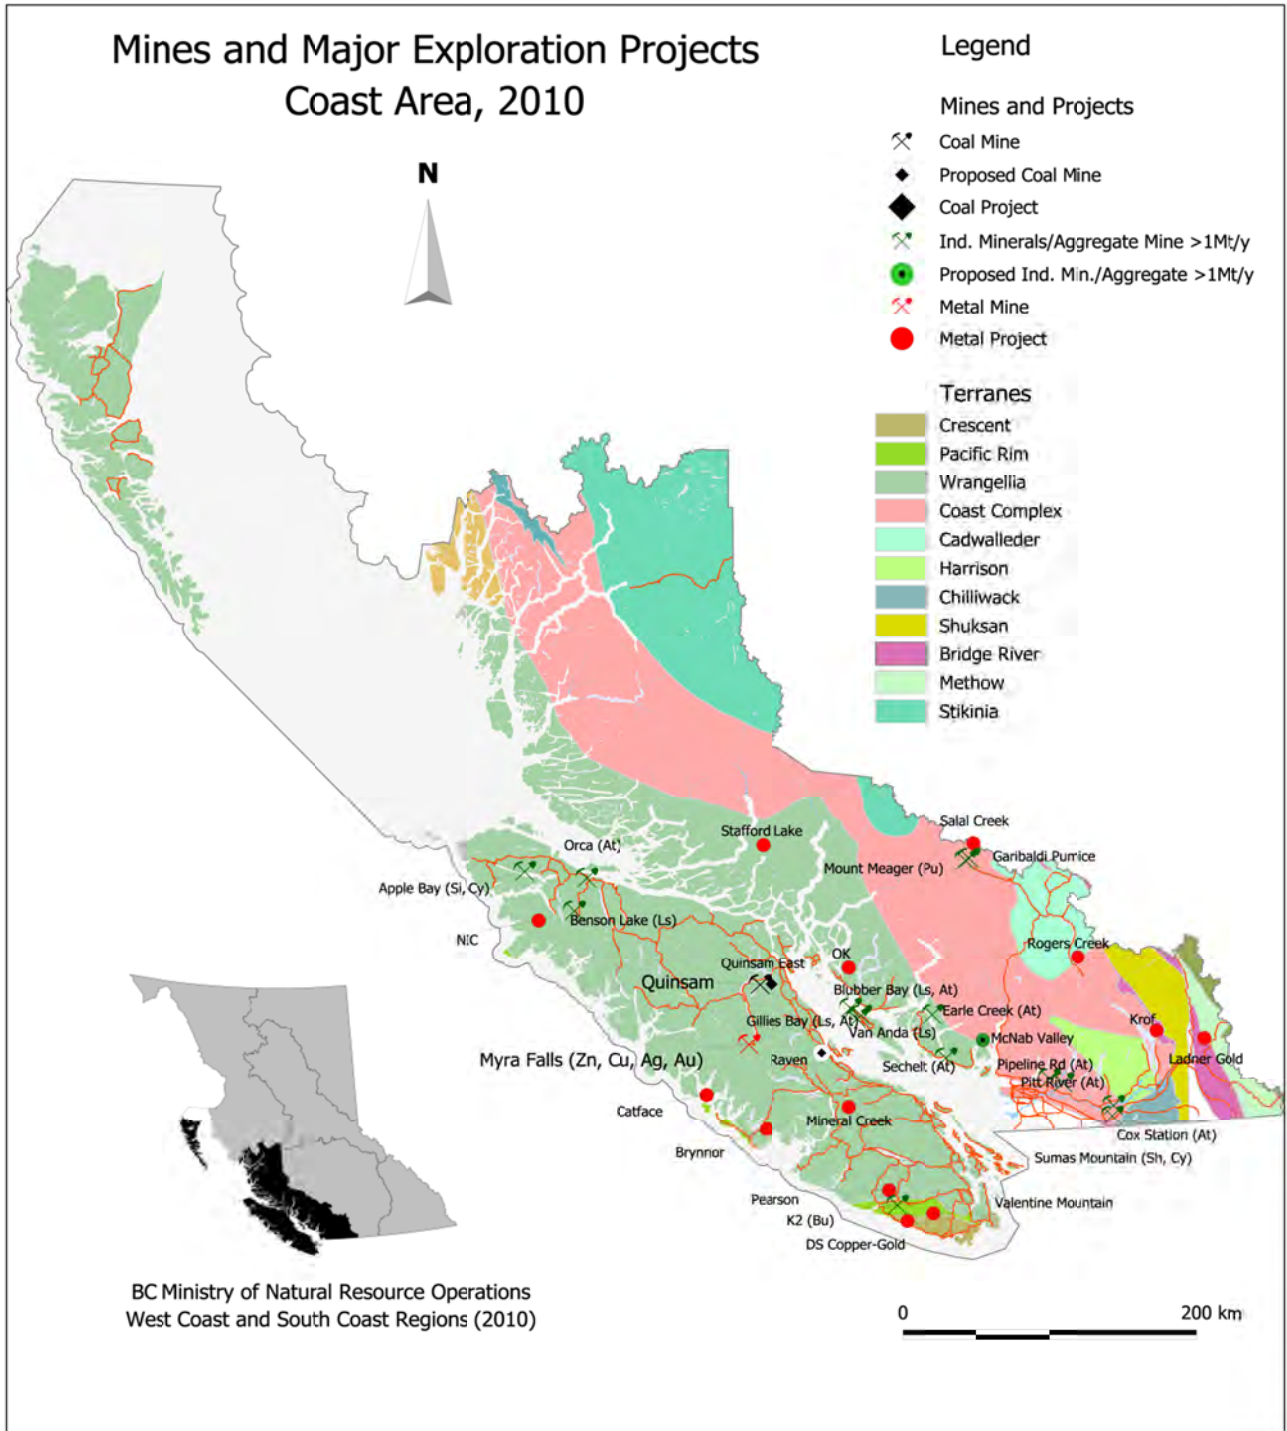 Mines and Major Exploration Projects
Coast Area, 2010
N
Legend
Mines and Projects
Coal Mine
Proposed Coal Mine
Coal Project
Ind. Minerals/Aggregate Mine >1Mt/y
Proposed Ind. Min./Aggregate >1Mt/y
Metal Mine
Metal Project
Terranes
Crescent
Pacific Rim
Wrangellia
Coast Complex
Cadwalleder
Harrison
Chilliwack
Shuksan
Bridge River
Methow
Stikinia
Salal Creek
Stafford Lake
Orca (At)
Garibaldi Pumice
Mount Meager (Pu)
Apple Bay (Si, Cy)
Benson Lake (Ls)
NIC
Rogers Creek
OK
Quinsam East
Quinsam
Blubber Bay (Ls, At)
Earle Creek (At)
Gillies Bay (Ls, At)
Van Anda (Ls)
Krof
McNab Valley
Myra Falls (Zn, Cu, Ag, Au)
Raven
Sechelt (At)
Pipeline Rd (At)
Ladner Gold
Pitt River (At)
Catface
Mineral Creek
Cox Station (At)
Brynnor
Sumas Mountain (Sh, Cy)
Pearson
Valentine Mountain
K2 (Bu)
DS Copper-Gold
BC Ministry of Natural Resource Operations
West Coast and South Coast Regions (2010)
0 200 km